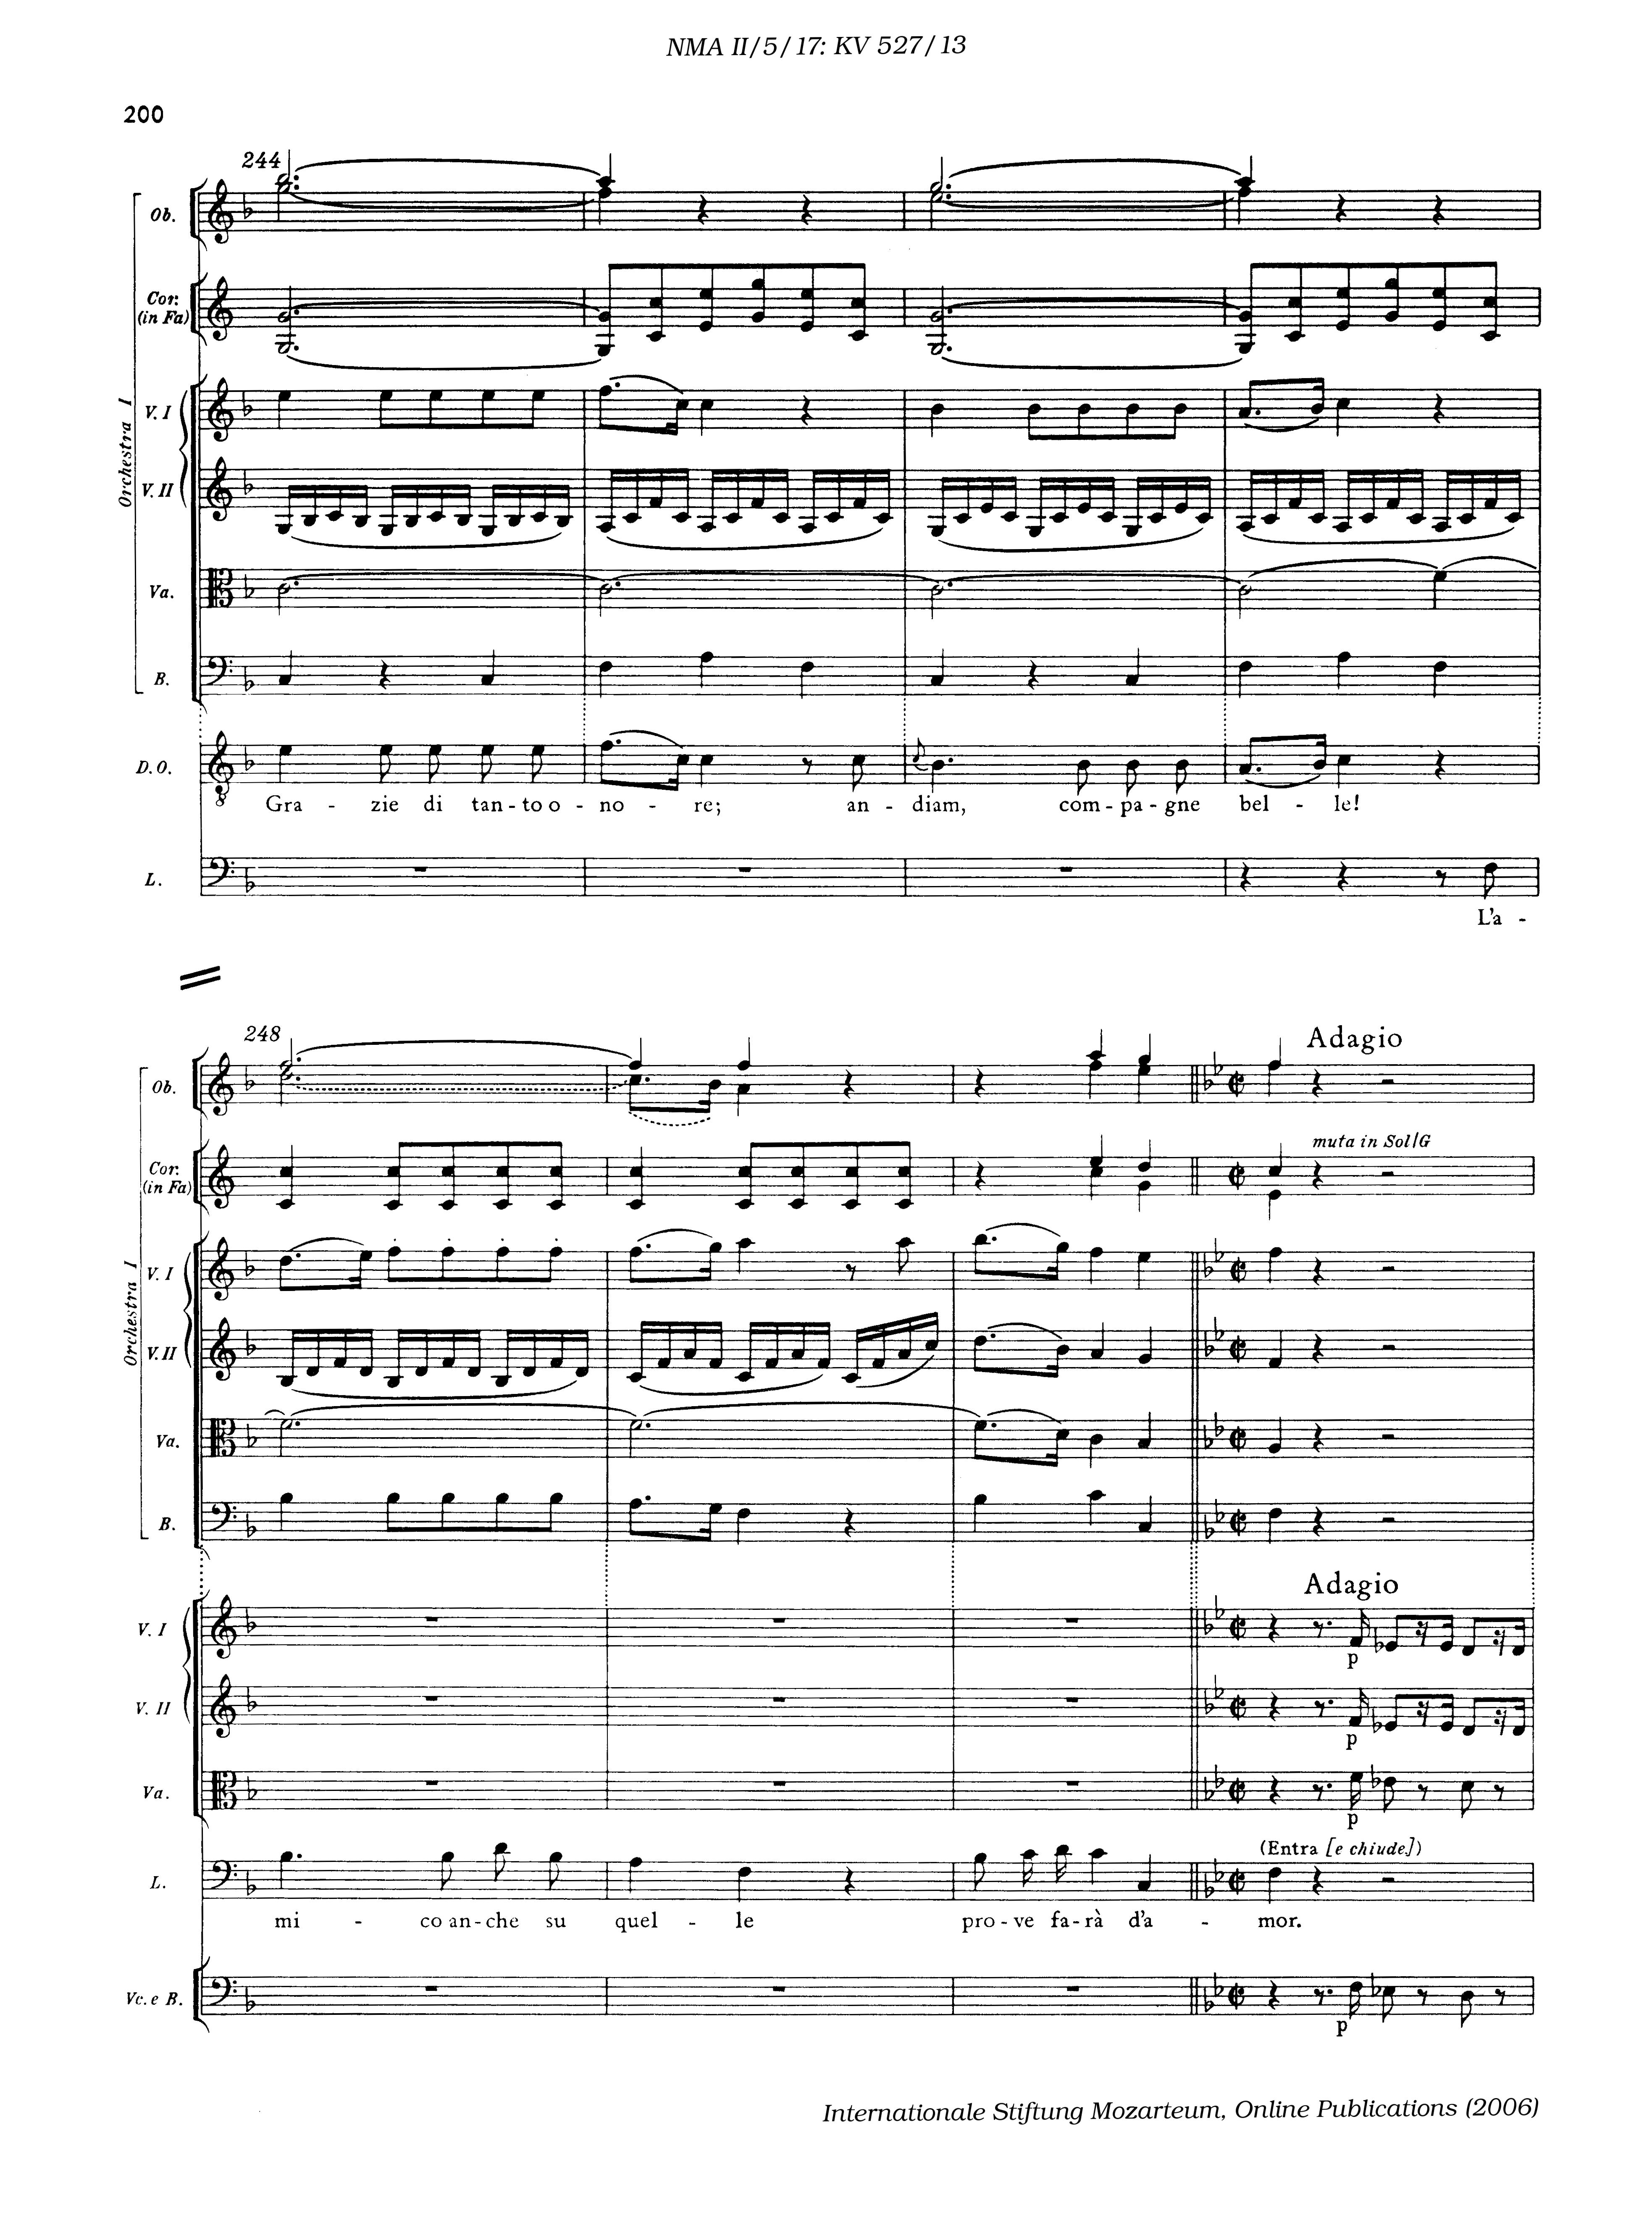 NMA II/5/17: KV 527/13
200
244
Ob.
Cor. (in Fa)
Orchestra I
V. I
V. II
Va.
B.
D.O.
Gra - zie di tan - to o - no - re; an - diam, com - pa - gne bel - le!
L.
L'a -
248
Adagio
Ob.
muta in Sol/G
Cor. (in Fa)
Orchestra I
V. I
V. II
Va.
B.
Adagio
V. I
p
V. II
p
Va.
p
(Entra [e chiude])
L.
mi - co an - che su quel - le pro - ve fa - rà d'a - mor.
Vc. e B.
p
Internationale Stiftung Mozarteum, Online Publications (2006)